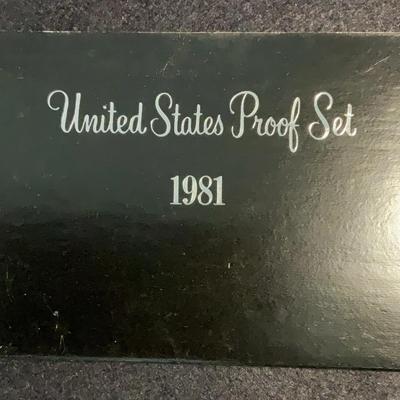 United States Proof Set
1981